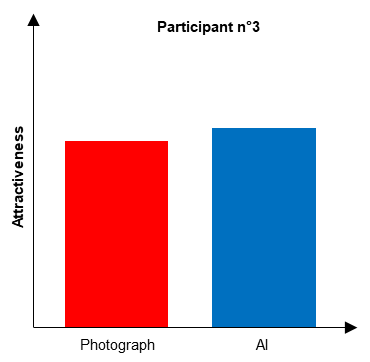 Participant n°3
Attractiveness
Photograph
AI